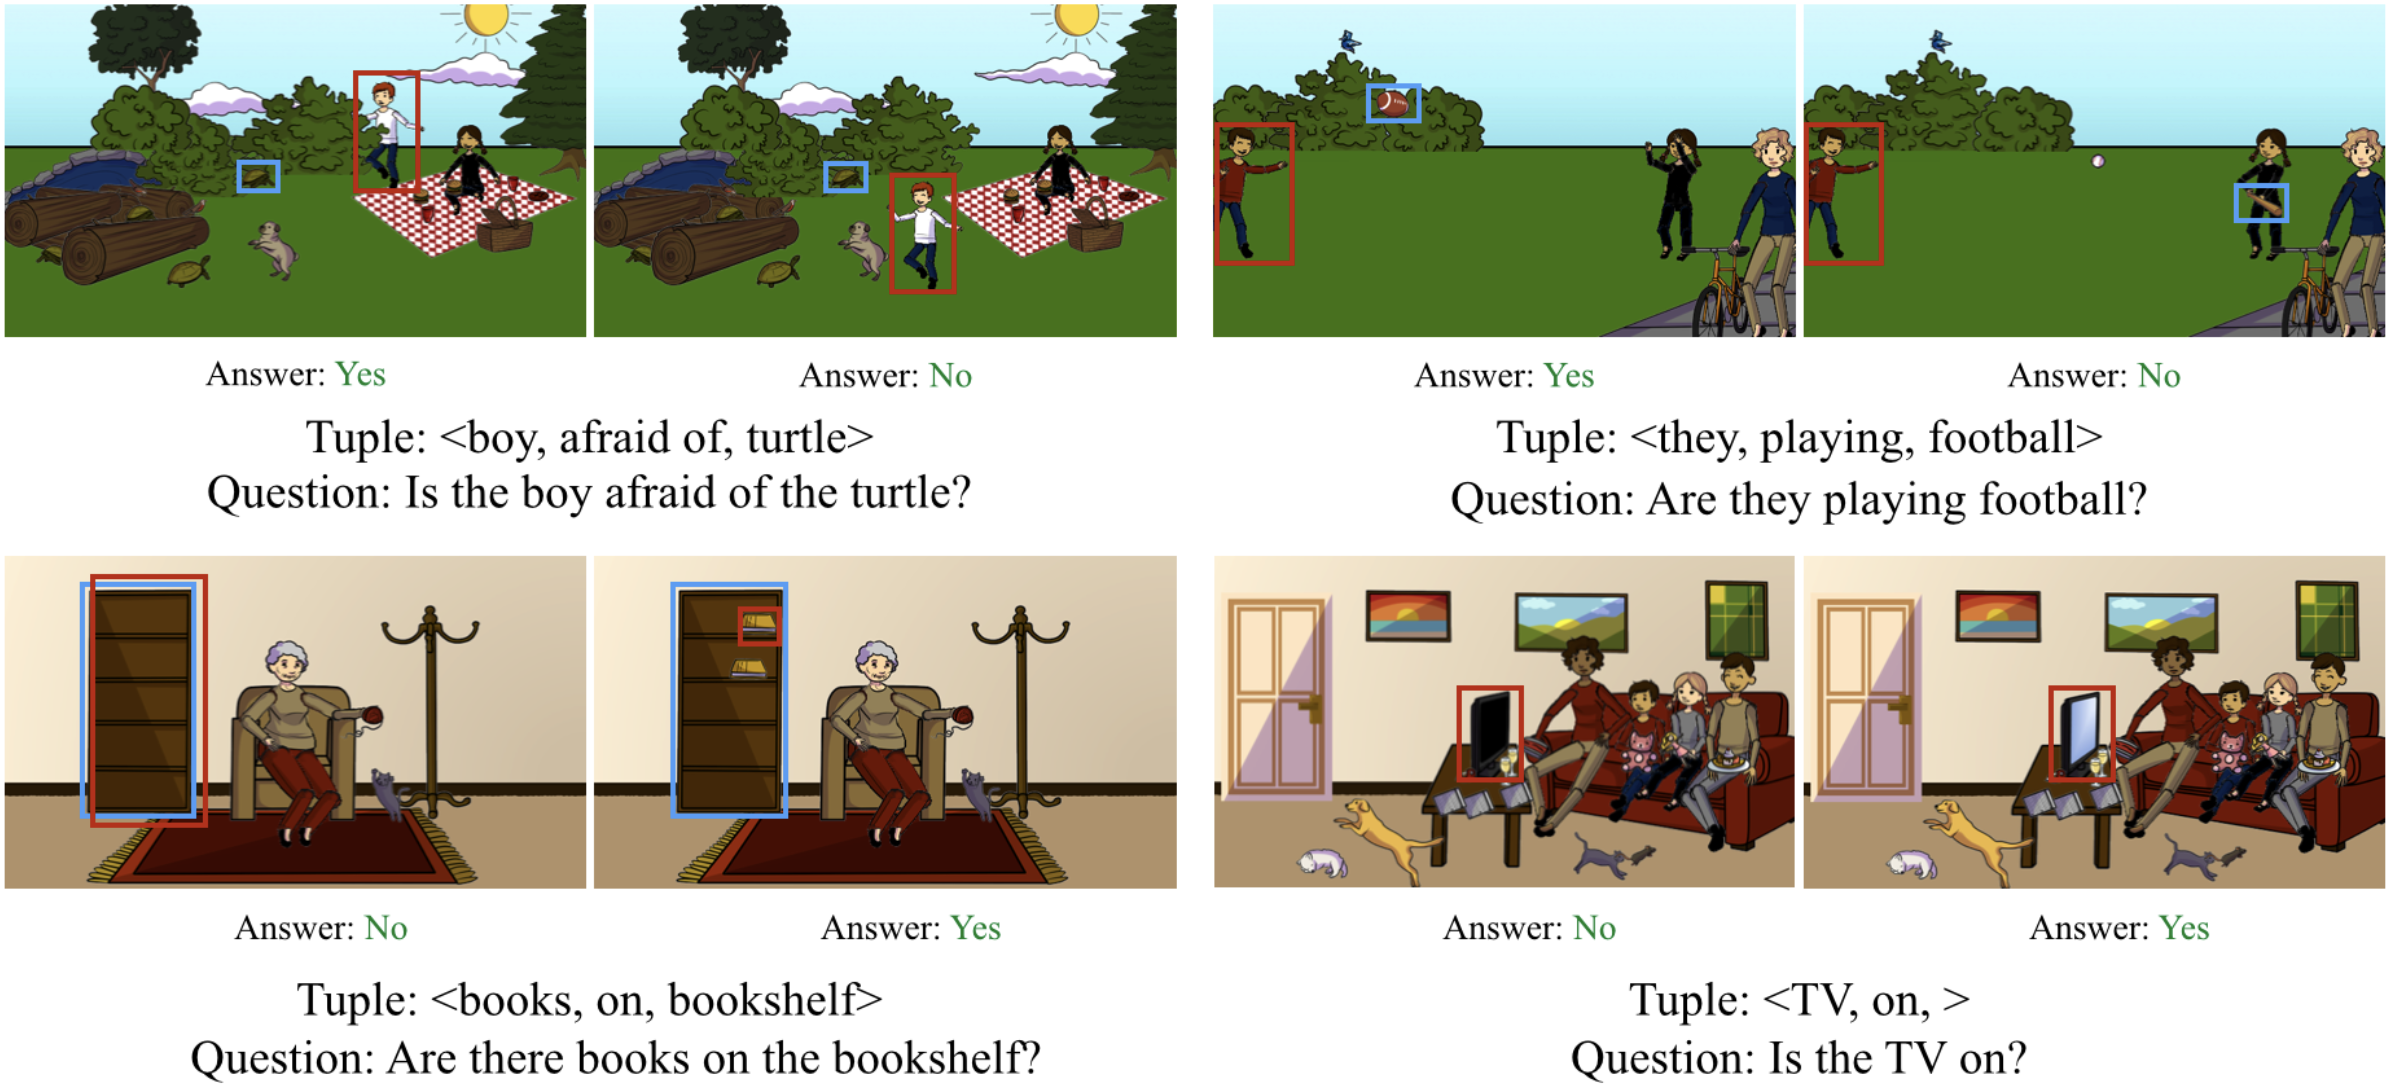 Answer: Yes
Answer: No
Tuple: <boy, afraid of, turtle>
Question: Is the boy afraid of the turtle?
Answer: Yes
Answer: No
Tuple: <they, playing, football>
Question: Are they playing football?
Answer: No
Answer: Yes
Tuple: <books, on, bookshelf>
Question: Are there books on the bookshelf?
Answer: No
Answer: Yes
Tuple: <TV, on, >
Question: Is the TV on?